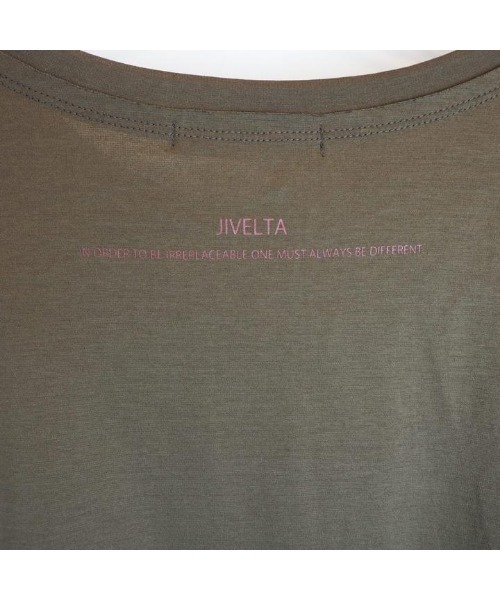 JIVELTA
IN ORDER TO BE IRREPLACEABLE ONE MUST ALWAYS BE DIFFERENT.